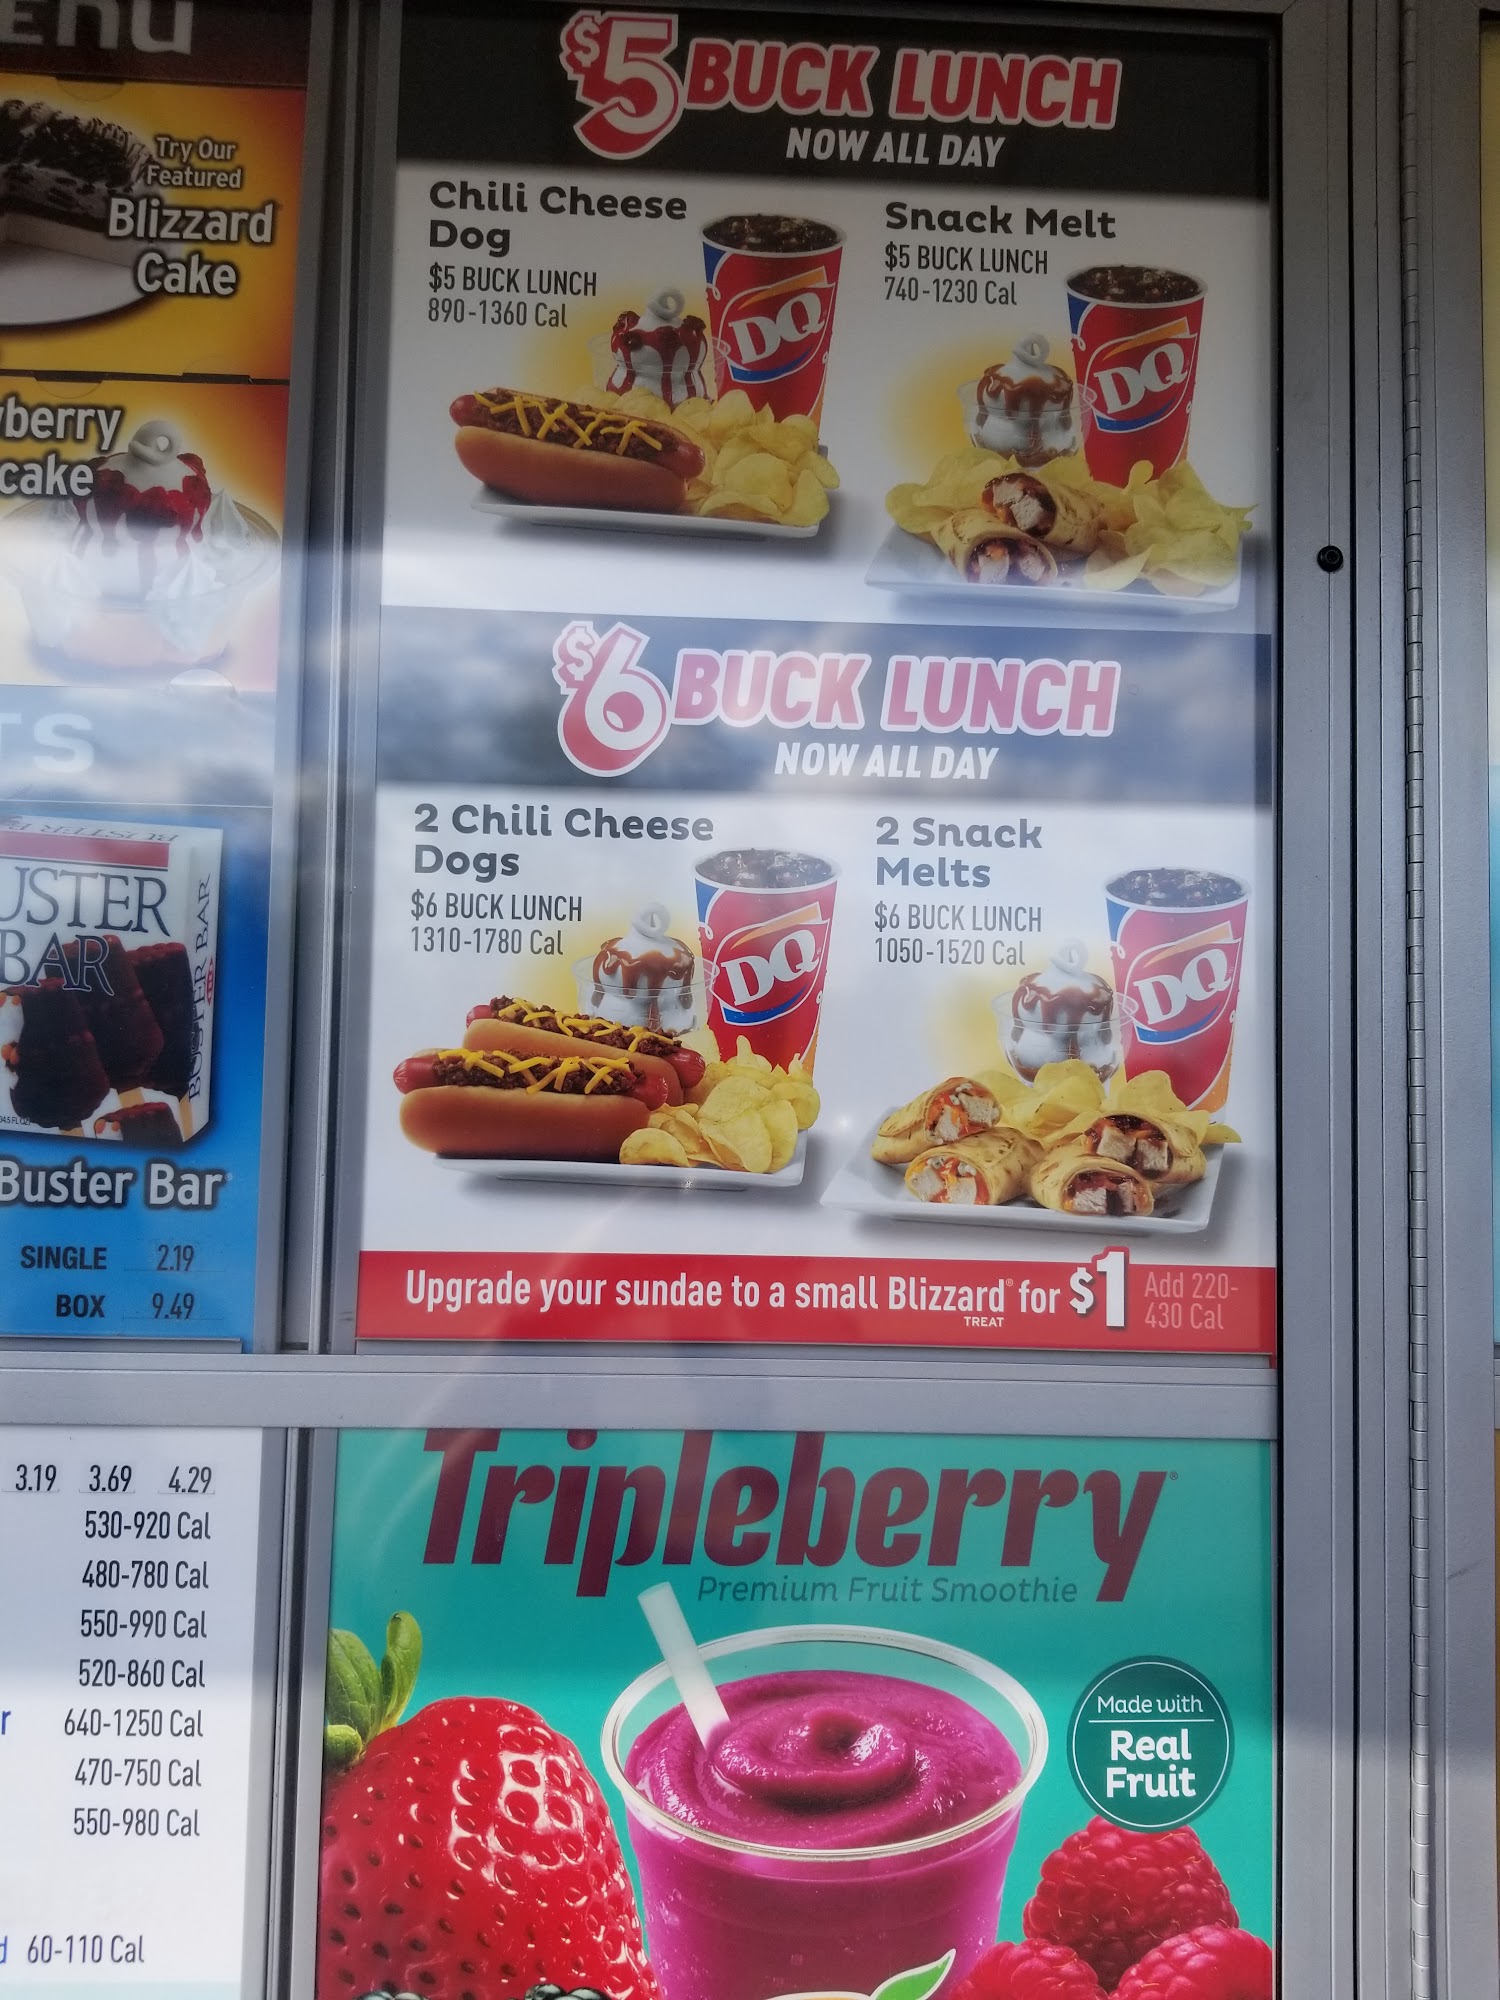 Try Our
Featured
Blizzard
Cake
BUSTER BAR
BAR
BUSTER BAR
Buster Bar
SINGLE 2.19
BOX 9.49
3.19 3.69 4.29
530-920 Cal
480-780 Cal
550-990 Cal
520-860 Cal
640-1250 Cal
470-750 Cal
550-980 Cal
60-110 Cal
$5 BUCK LUNCH
NOW ALL DAY
Chili Cheese
Dog
$5 BUCK LUNCH
890-1360 Cal
DQ
Snack Melt
$5 BUCK LUNCH
740-1230 Cal
DQ
$6 BUCK LUNCH
NOW ALL DAY
2 Chili Cheese
Dogs
$6 BUCK LUNCH
1310-1780 Cal
DQ
2 Snack
Melts
$6 BUCK LUNCH
1050-1520 Cal
DQ
Upgrade your sundae to a small Blizzard® for $1
TREAT
Add 220-
430 Cal
Tripleberry®
Premium Fruit Smoothie
Made with
Real
Fruit